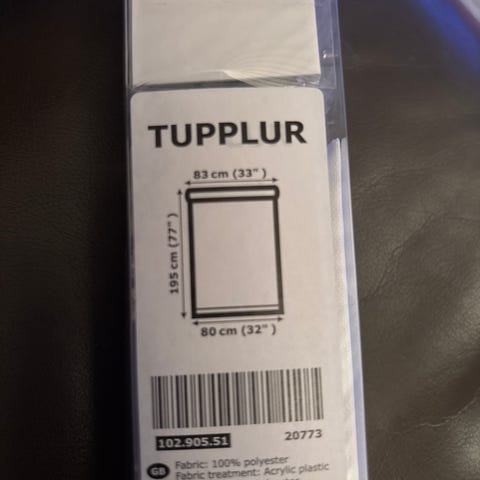 TUPPLUR
83 cm (33")
195 cm (77")
80 cm (32")
102.905.51
20773
GB Fabric: 100% polyester
Fabric treatment: Acrylic plastic